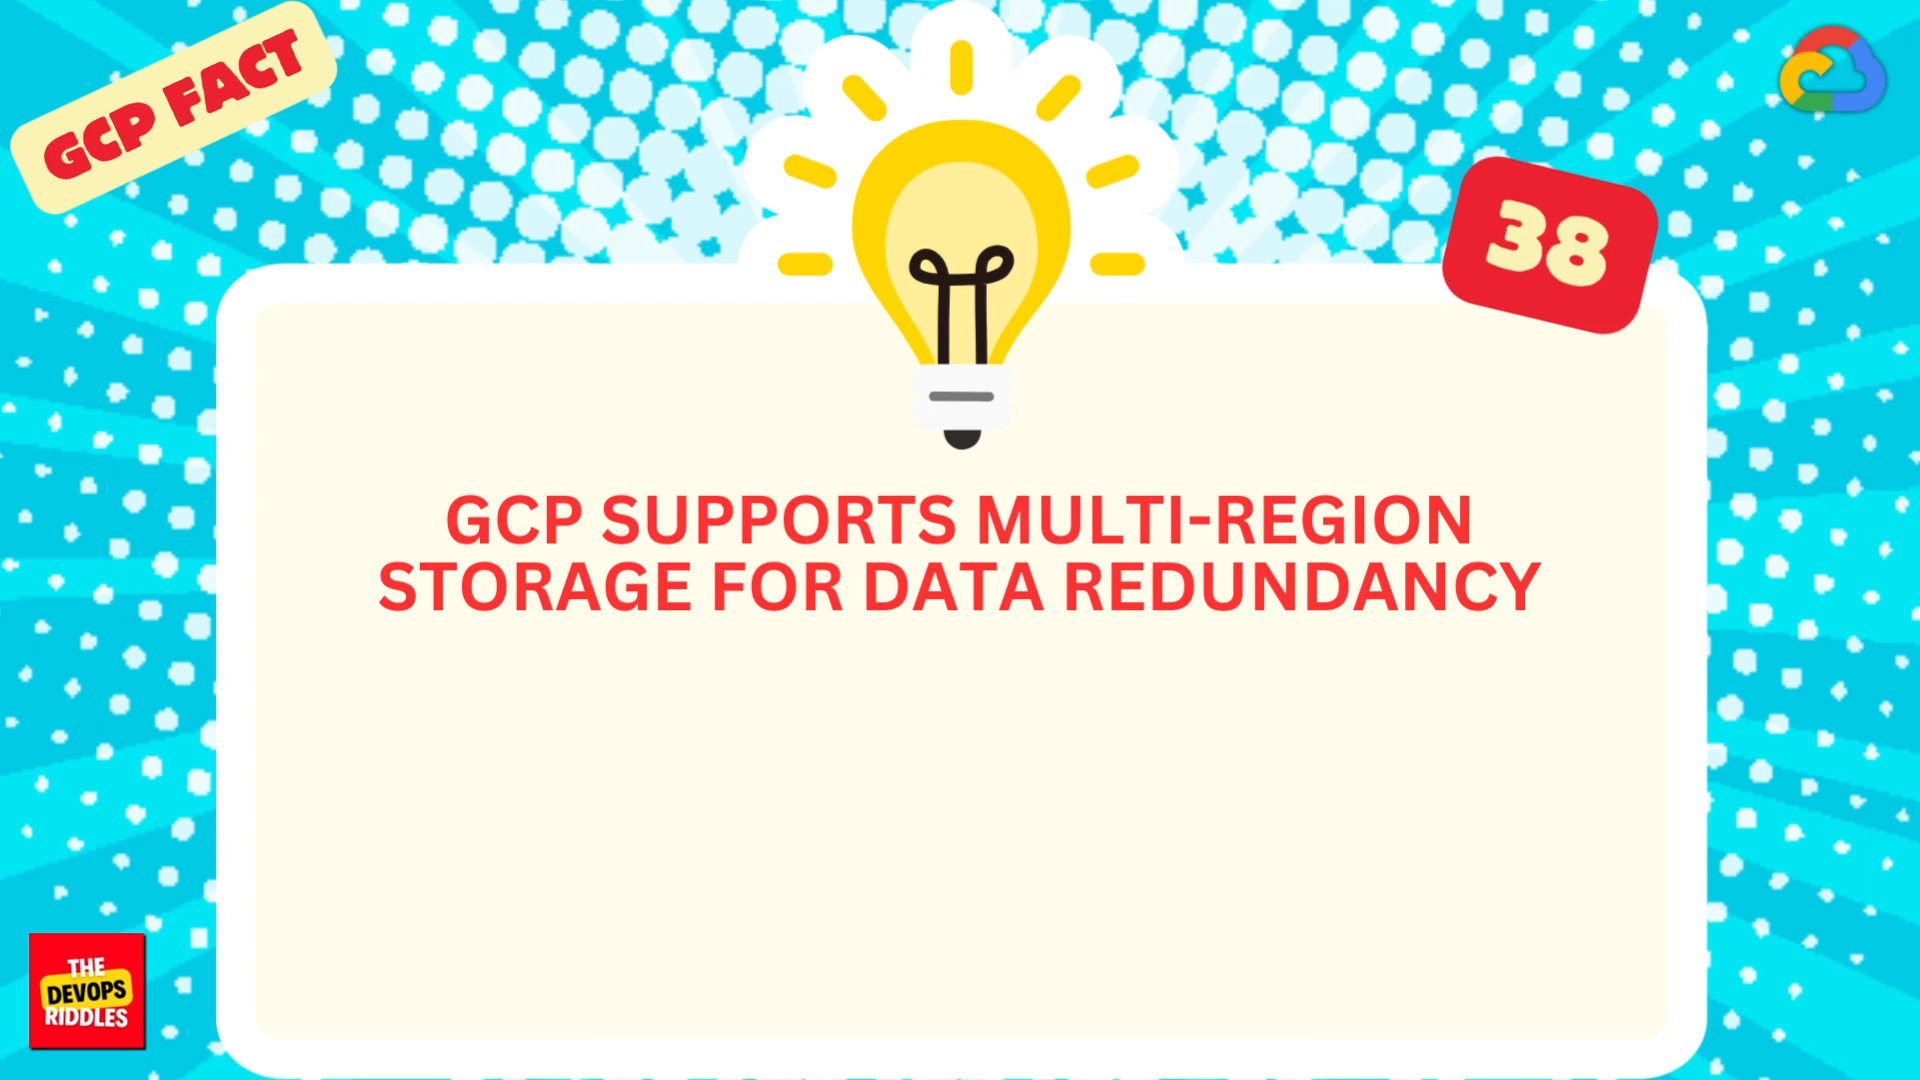 GCP FACT
38
GCP SUPPORTS MULTI-REGION
STORAGE FOR DATA REDUNDANCY
THE
DEVOPS
RIDDLES